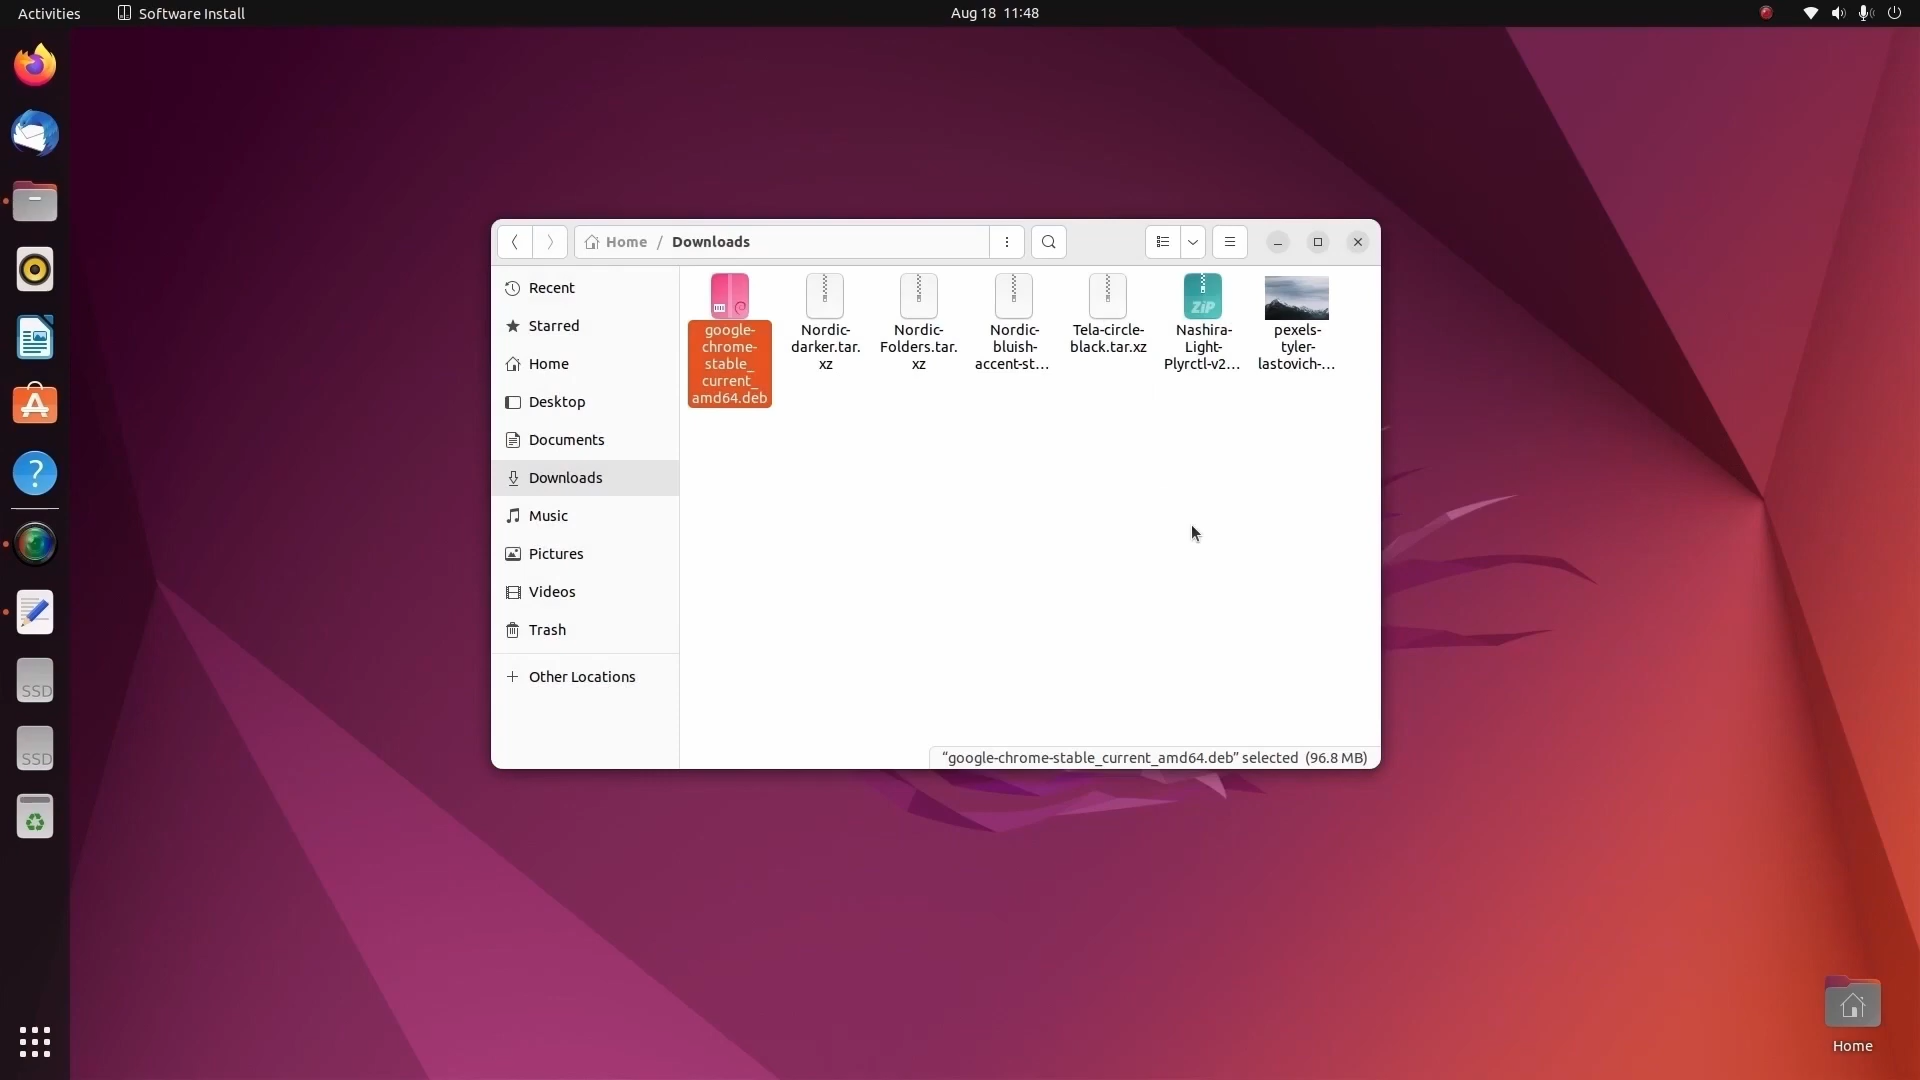 Activities
Software Install
Aug 18 11:48
Home / Downloads
Recent
Starred
Home
Desktop
Documents
Downloads
Music
Pictures
Videos
Trash
Other Locations
google-
chrome-
stable_
current_
amd64.deb
Nordic-
darker.tar.
xz
Nordic-
Folders.tar.
xz
Nordic-
bluish-
accent-st...
Tela-circle-
black.tar.xz
ZIP
Nashira-
Light-
Plyrctl-v2...
pexels-
tyler-
lastovich-...
“google-chrome-stable_current_amd64.deb” selected (96.8 MB)
?
SSD
SSD
Home